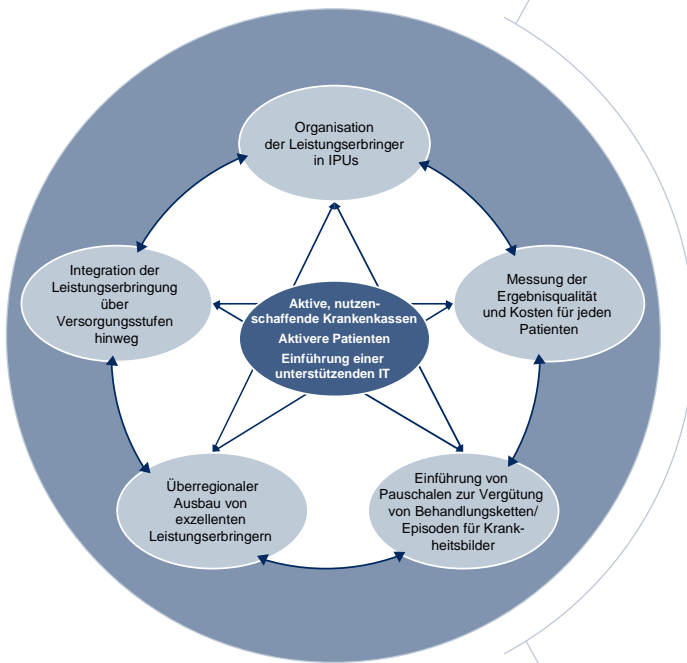 Organisation
der Leistungserbringer
in IPUs
Integration der
Leistungserbringung
über
Versorgungsstufen
hinweg
Aktive, nutzen-
schaffende Krankenkassen
Aktivere Patienten
Einführung einer
unterstützenden IT
Messung der
Ergebnisqualität
und Kosten für jeden
Patienten
Überregionaler
Ausbau von
exzellenten
Leistungserbringern
Einführung von
Pauschalen zur Vergütung
von Behandlungsketten/
Episoden für Krank-
heitsbilder